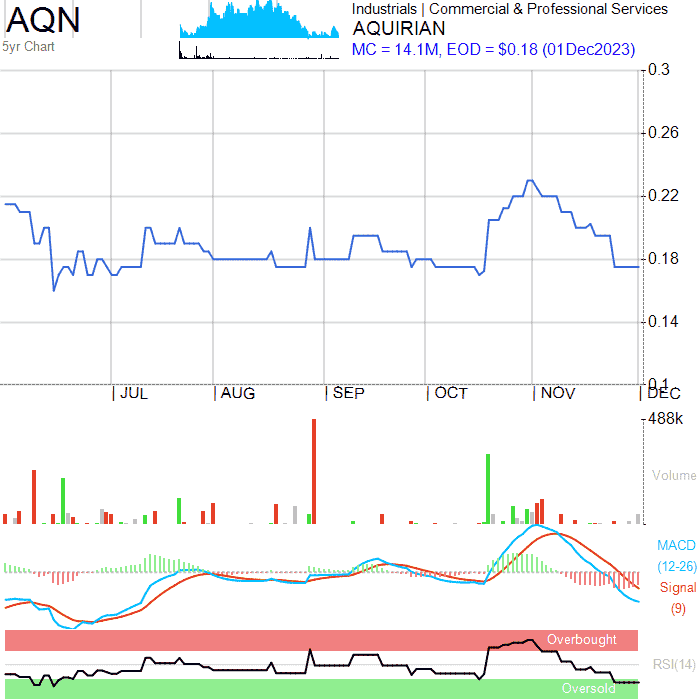 AQN
5yr Chart
Industrials | Commercial & Professional Services
AQUIRIAN
MC = 14.1M, EOD = $0.18 (01Dec2023)
0.3
0.26
0.22
0.18
0.14
0.1
| JUL | AUG | SEP | OCT | NOV | DEC
488k
Volume
MACD
(12-26)
Signal
(9)
Overbought
RSI(14)
Oversold